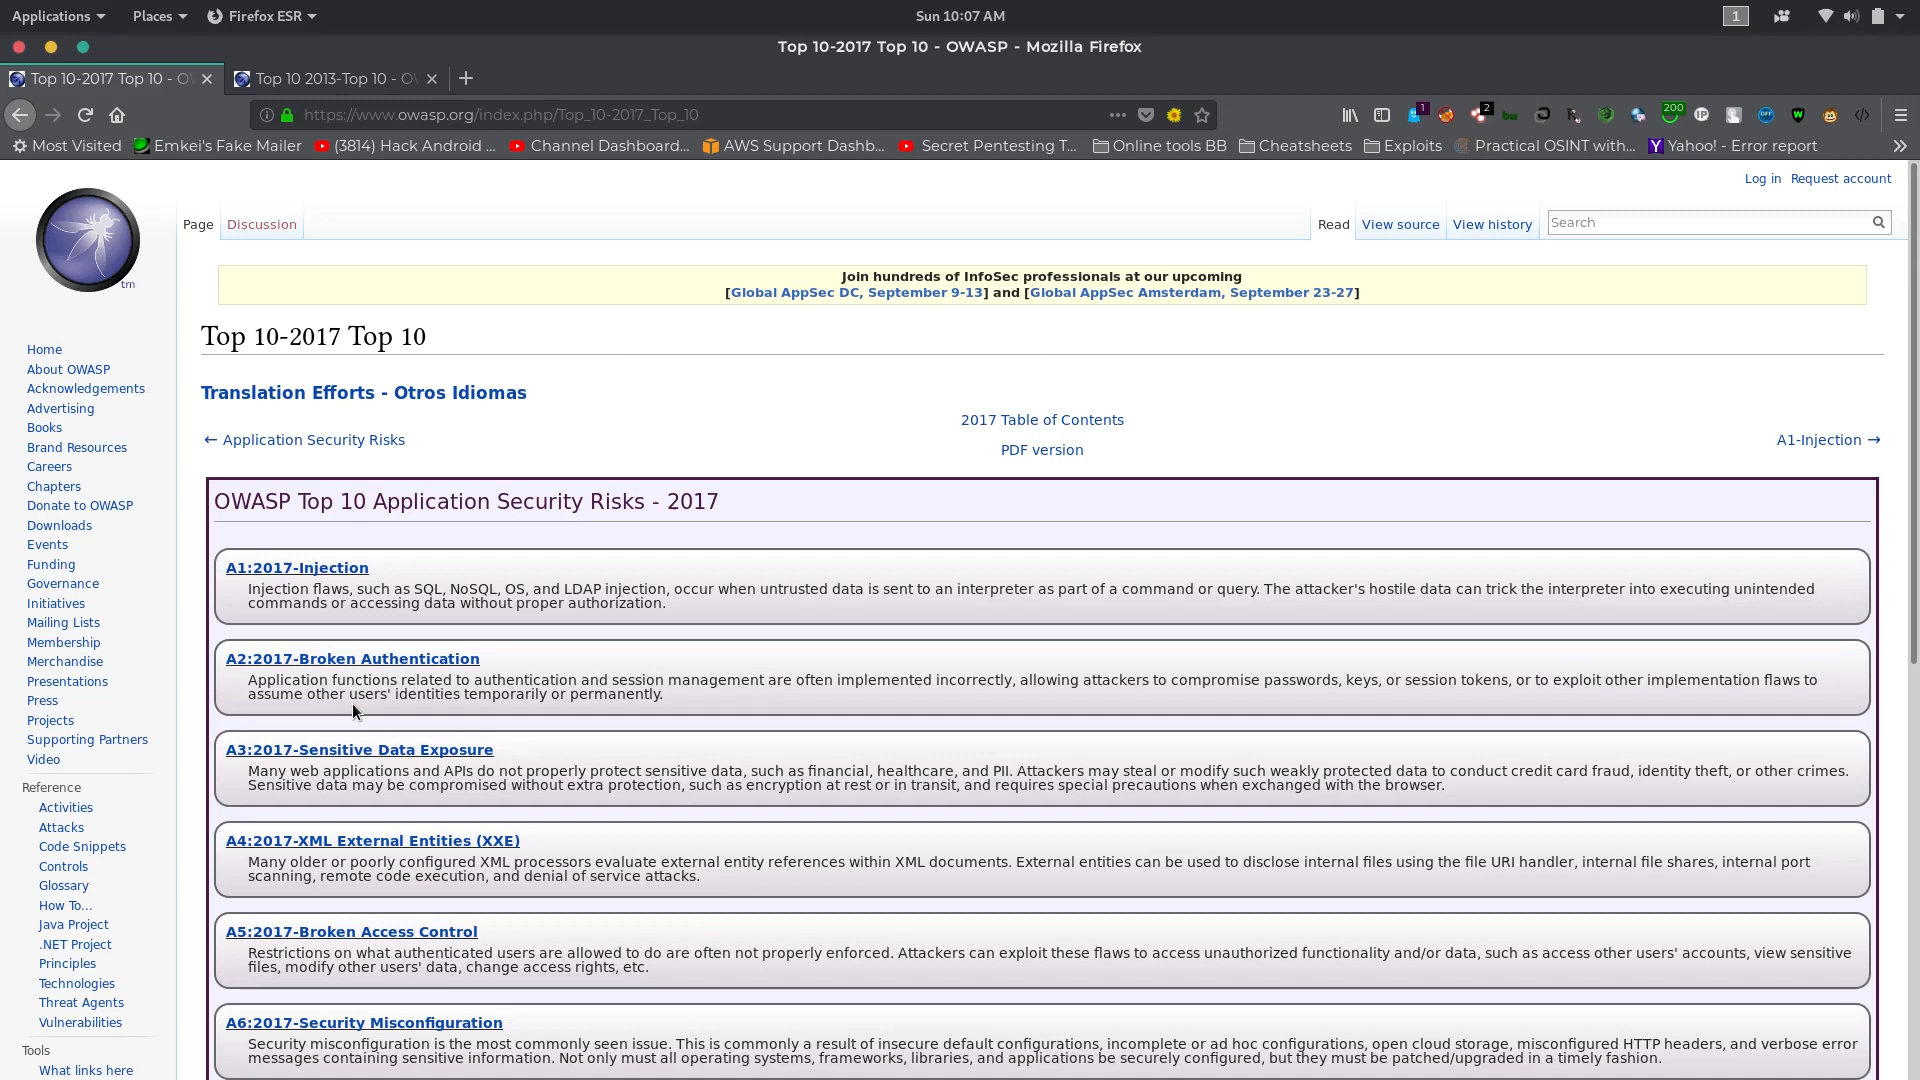 Applications Places Firefox ESR Sun 10:07 AM 1
Top 10-2017 Top 10 - OWASP - Mozilla Firefox
Top 10-2017 Top 10 - O Top 10 2013-Top 10 - O
https://www.owasp.org/index.php/Top_10-2017_Top_10 1 2 200 IP OFF W
Most Visited Emkei's Fake Mailer (3814) Hack Android ... Channel Dashboard... AWS Support Dashb... Secret Pentesting T... Online tools BB Cheatsheets Exploits Practical OSINT with... Yahoo! - Error report
Log in Request account
Page Discussion Read View source View history Search
tm
Join hundreds of InfoSec professionals at our upcoming
[Global AppSec DC, September 9-13] and [Global AppSec Amsterdam, September 23-27]
Top 10-2017 Top 10
Translation Efforts - Otros Idiomas
2017 Table of Contents
← Application Security Risks
A1-Injection →
PDF version
OWASP Top 10 Application Security Risks - 2017
A1:2017-Injection
Injection flaws, such as SQL, NoSQL, OS, and LDAP injection, occur when untrusted data is sent to an interpreter as part of a command or query. The attacker's hostile data can trick the interpreter into executing unintended
commands or accessing data without proper authorization.
A2:2017-Broken Authentication
Application functions related to authentication and session management are often implemented incorrectly, allowing attackers to compromise passwords, keys, or session tokens, or to exploit other implementation flaws to
assume other users' identities temporarily or permanently.
A3:2017-Sensitive Data Exposure
Many web applications and APIs do not properly protect sensitive data, such as financial, healthcare, and PII. Attackers may steal or modify such weakly protected data to conduct credit card fraud, identity theft, or other crimes.
Sensitive data may be compromised without extra protection, such as encryption at rest or in transit, and requires special precautions when exchanged with the browser.
A4:2017-XML External Entities (XXE)
Many older or poorly configured XML processors evaluate external entity references within XML documents. External entities can be used to disclose internal files using the file URI handler, internal file shares, internal port
scanning, remote code execution, and denial of service attacks.
A5:2017-Broken Access Control
Restrictions on what authenticated users are allowed to do are often not properly enforced. Attackers can exploit these flaws to access unauthorized functionality and/or data, such as access other users' accounts, view sensitive
files, modify other users' data, change access rights, etc.
A6:2017-Security Misconfiguration
Security misconfiguration is the most commonly seen issue. This is commonly a result of insecure default configurations, incomplete or ad hoc configurations, open cloud storage, misconfigured HTTP headers, and verbose error
messages containing sensitive information. Not only must all operating systems, frameworks, libraries, and applications be securely configured, but they must be patched/upgraded in a timely fashion.
Home
About OWASP
Acknowledgements
Advertising
Books
Brand Resources
Careers
Chapters
Donate to OWASP
Downloads
Events
Funding
Governance
Initiatives
Mailing Lists
Membership
Merchandise
Presentations
Press
Projects
Supporting Partners
Video
Reference
Activities
Attacks
Code Snippets
Controls
Glossary
How To...
Java Project
.NET Project
Principles
Technologies
Threat Agents
Vulnerabilities
Tools
What links here